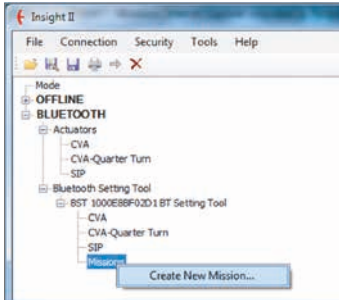 Insight II
File Connection Security Tools Help
Mode
OFFLINE
BLUETOOTH
Actuators
CVA
CVA-Quarter Turn
SIP
Bluetooth Setting Tool
BST 1000E8BF02D1 BT Setting Tool
CVA
CVA-Quarter Turn
SIP
Missions
Create New Mission...